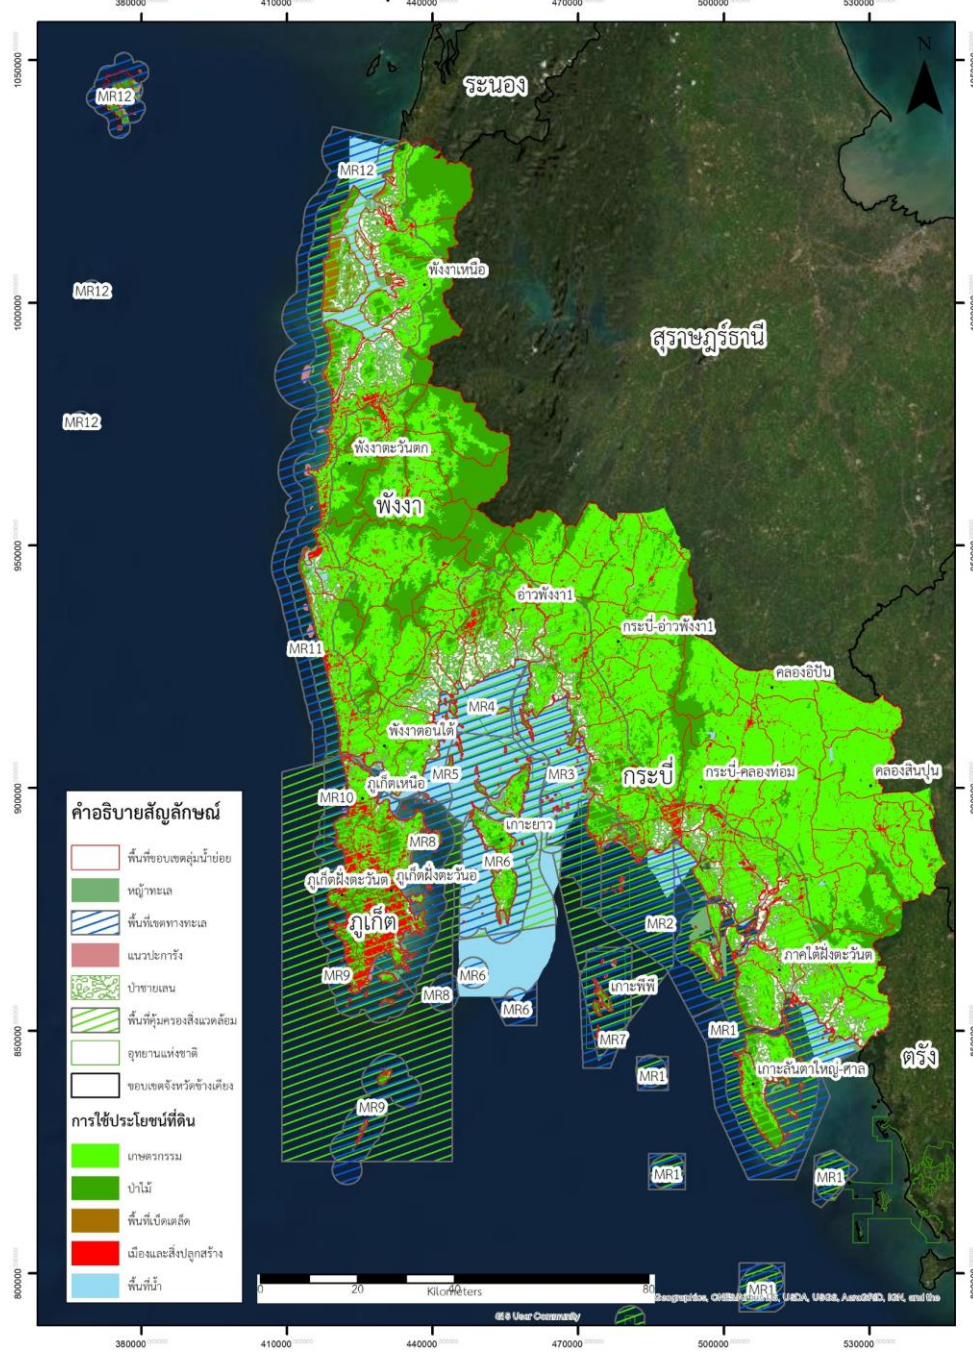 380000 410000 440000 470000 500000 530000
1050000
1000000
950000
900000
850000
800000
N
ระนอง
MR12
MR12
พังงาเหนือ
MR12
สุราษฎร์ธานี
MR12
พังงาตะวันตก
พังงา
อ่าวพังงา1
กระบี่-อ่าวพังงา1
MR11
คลองอิปัน
MR4
พังงาตอนใต้
MR5
MR3
กระบี่
กระบี่-คลองท่อม
คลองสินปุน
ภูเก็ตเหนือ
MR10
เกาะยาว
MR8
MR6
ภูเก็ตฝั่งตะวันต
ภูเก็ตฝั่งตะวันอ
ภูเก็ต
MR2
ภาคใต้ฝั่งตะวันต
MR9
MR6
MR8
MR6
เกาะพีพี
MR7
MR1
ตรัง
MR1
เกาะลันตาใหญ่-ศาล
MR9
MR1
MR1
MR1
คำอธิบายสัญลักษณ์
พื้นที่ขอบเขตลุ่มน้ำย่อย
หญ้าทะเล
พื้นที่เขตทางทะเล
แนวปะการัง
ป่าชายเลน
พื้นที่คุ้มครองสิ่งแวดล้อม
อุทยานแห่งชาติ
ขอบเขตจังหวัดข้างเคียง
การใช้ประโยชน์ที่ดิน
เกษตรกรรม
ป่าไม้
พื้นที่เบ็ดเตล็ด
เมืองและสิ่งปลูกสร้าง
พื้นที่น้ำ
0 20 40 80
Kilometers
Geographics, CNES/Airbus DS, USDA, USGS, AeroGRID, IGN, and the
GIS User Community
380000 410000 440000 470000 500000 530000